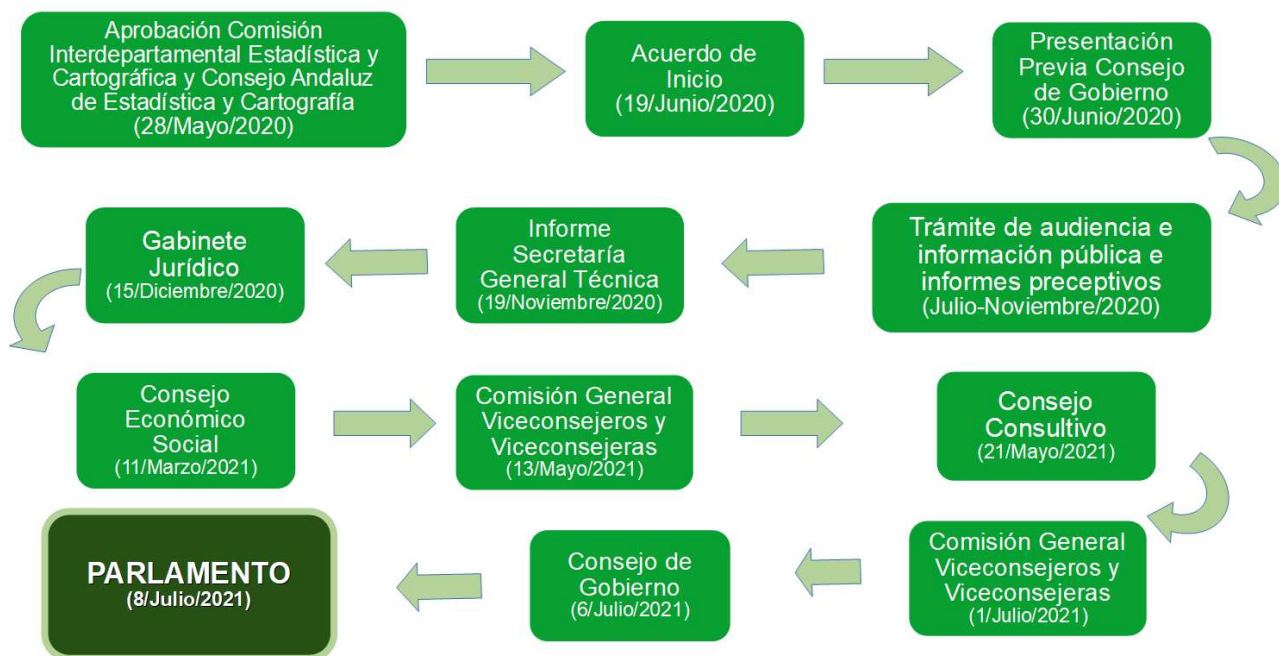 Aprobación Comisión
Interdepartamental Estadística y
Cartográfica y Consejo Andaluz
de Estadística y Cartografía
(28/Mayo/2020)
Acuerdo de
Inicio
(19/Junio/2020)
Presentación
Previa Consejo
de Gobierno
(30/Junio/2020)
Trámite de audiencia e
información pública e
informes preceptivos
(Julio-Noviembre/2020)
Informe
Secretaría
General Técnica
(19/Noviembre/2020)
Gabinete
Jurídico
(15/Diciembre/2020)
Consejo
Económico
Social
(11/Marzo/2021)
Comisión General
Viceconsejeros y
Viceconsejeras
(13/Mayo/2021)
Consejo
Consultivo
(21/Mayo/2021)
Comisión General
Viceconsejeros y
Viceconsejeras
(1/Julio/2021)
Consejo de
Gobierno
(6/Julio/2021)
PARLAMENTO
(8/Julio/2021)